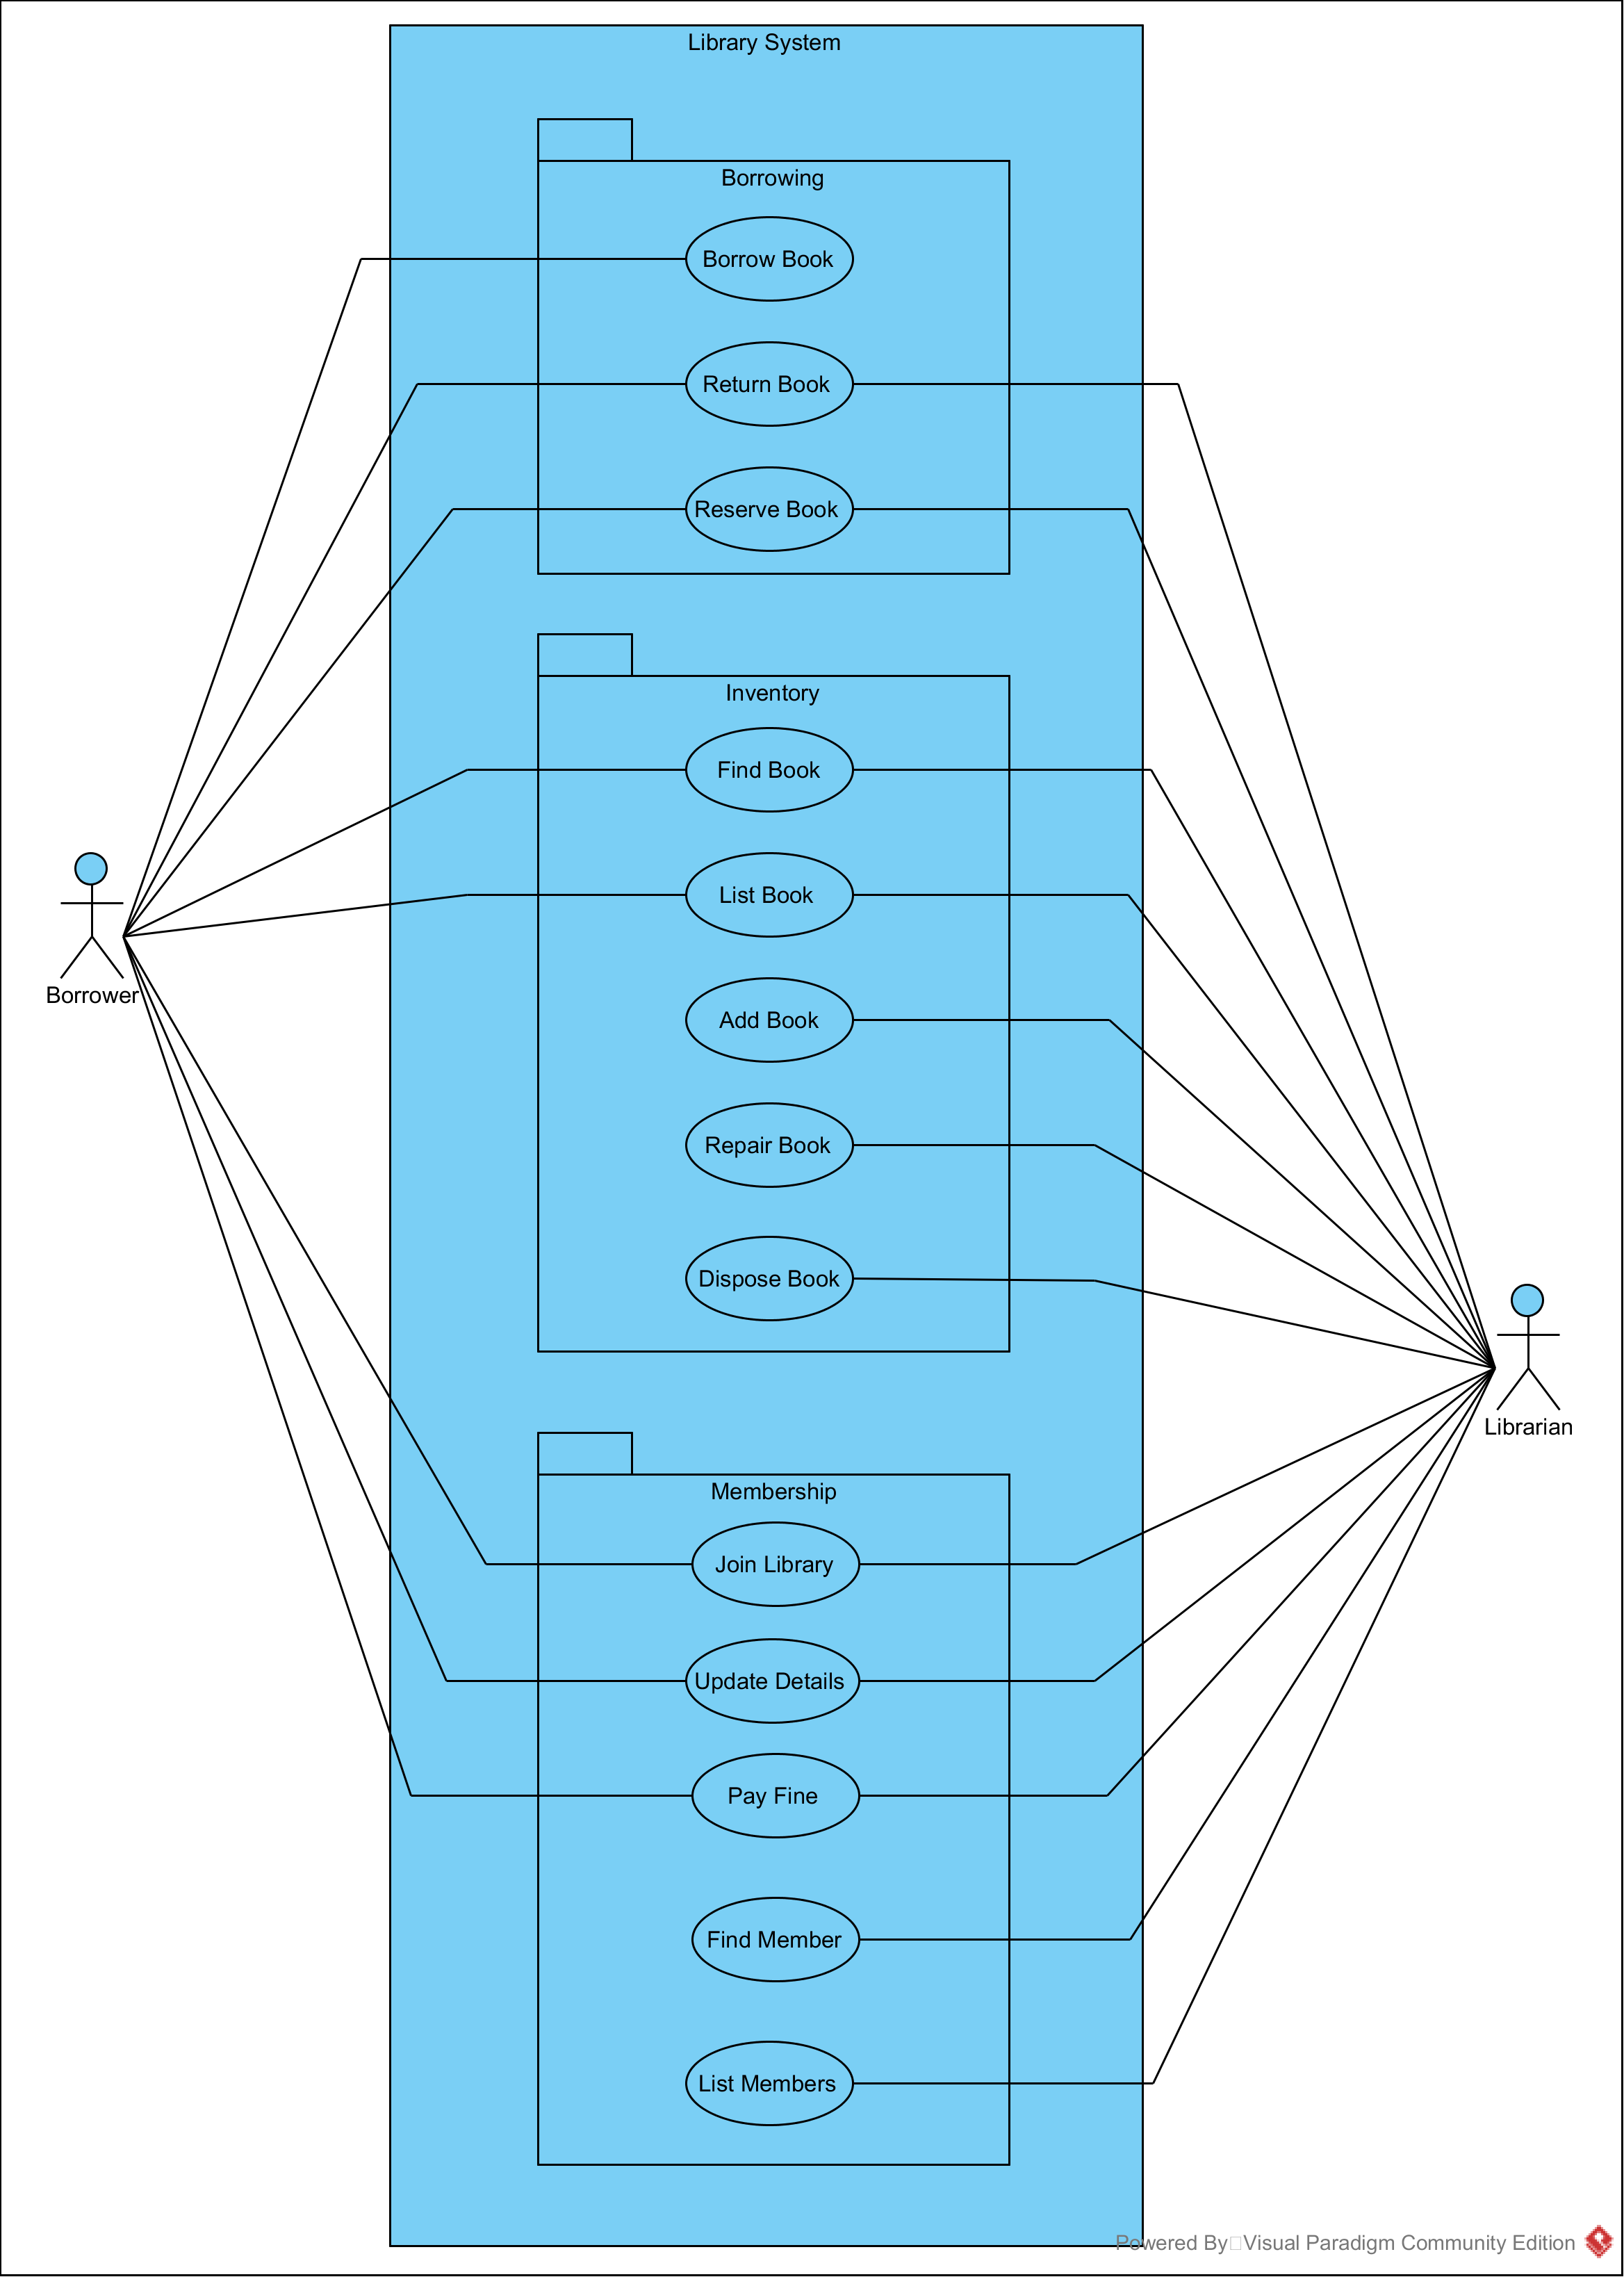 Library System
Borrowing
Borrow Book
Return Book
Reserve Book
Inventory
Find Book
List Book
Add Book
Repair Book
Dispose Book
Borrower
Librarian
Membership
Join Library
Update Details
Pay Fine
Find Member
List Members
Powered By Visual Paradigm Community Edition